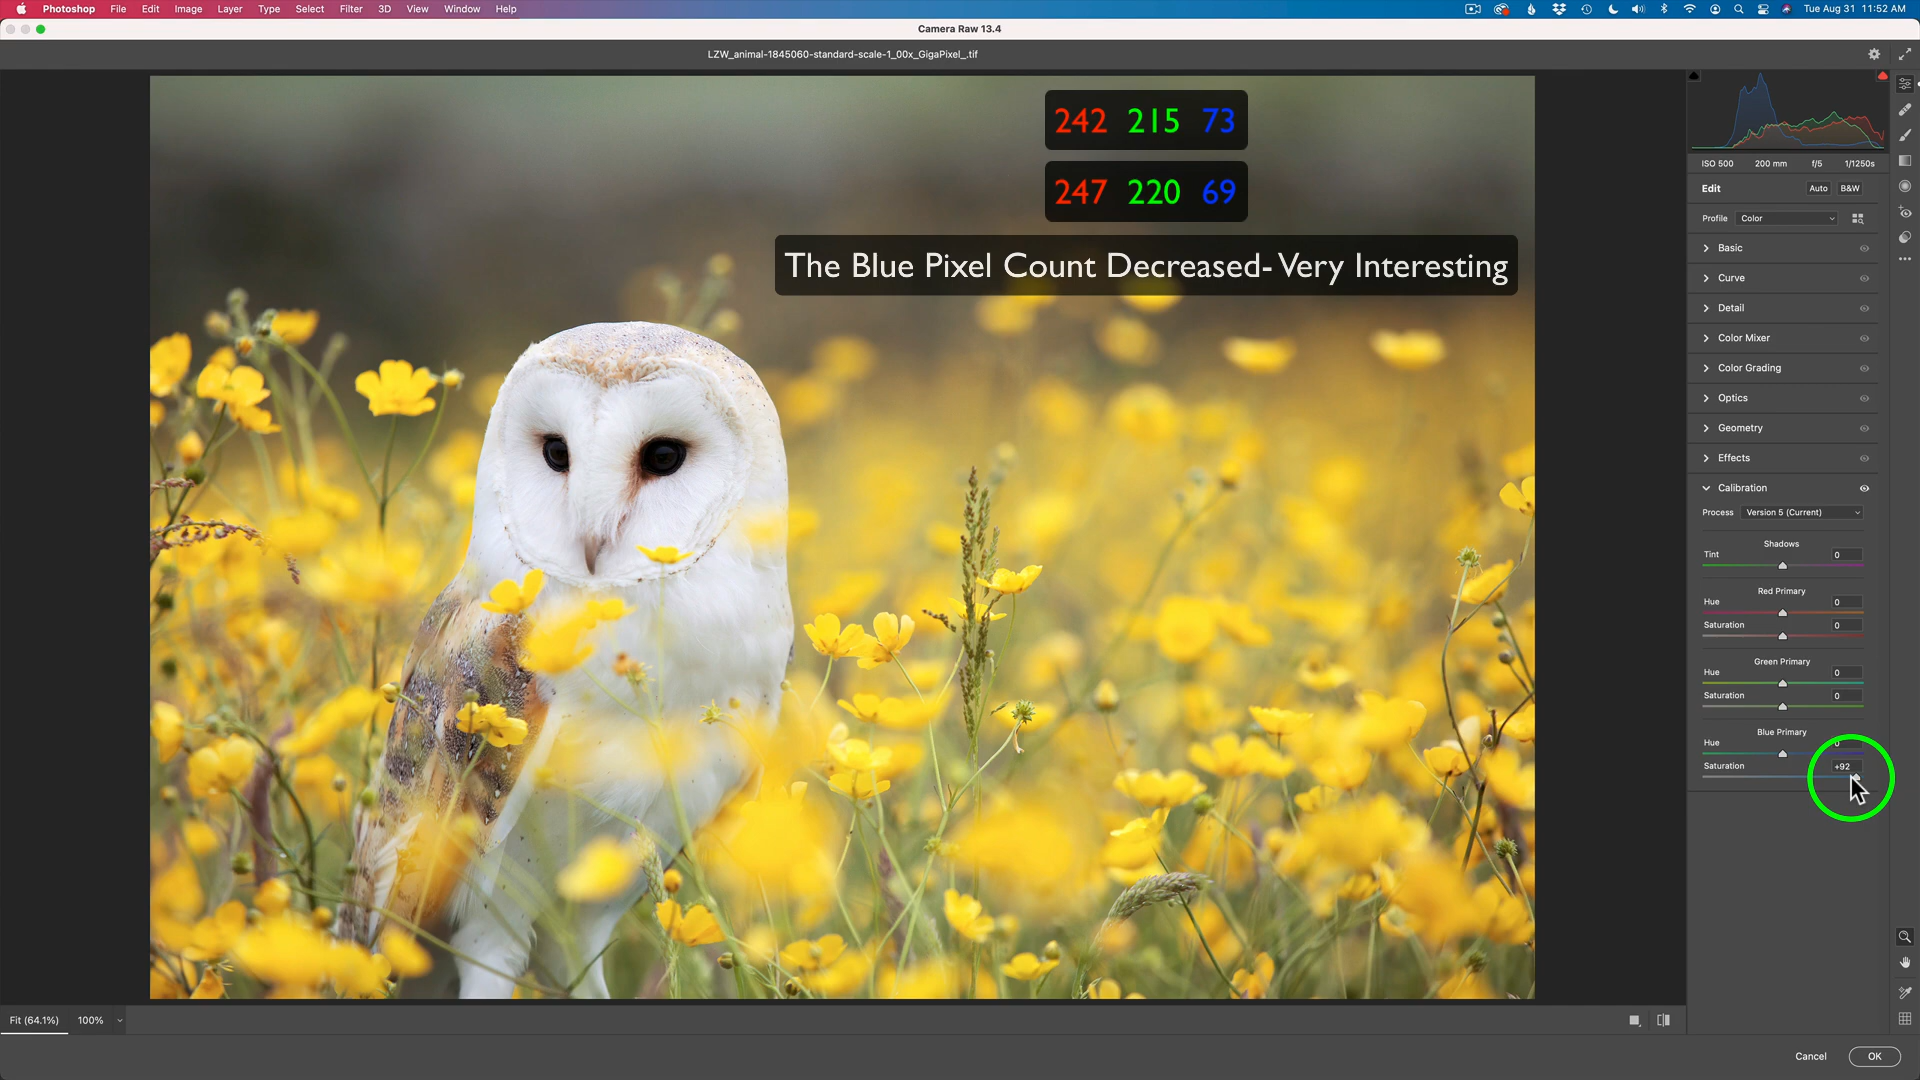 Photoshop File Edit Image Layer Type Select Filter 3D View Window Help Tue Aug 31 11:52 AM
Camera Raw 13.4
LZW_animal-1845060-standard-scale-1_00x_GigaPixel_.tif
242 215 73
247 220 69
The Blue Pixel Count Decreased- Very Interesting
ISO 500 200 mm f/5 1/1250s
Edit Auto B&W
Profile Color
Basic
Curve
Detail
Color Mixer
Color Grading
Optics
Geometry
Effects
Calibration
Process Version 5 (Current)
Shadows
Tint 0
Red Primary
Hue 0
Saturation 0
Green Primary
Hue 0
Saturation 0
Blue Primary
Hue 0
Saturation +92
Fit (64.1%) 100%
Cancel OK